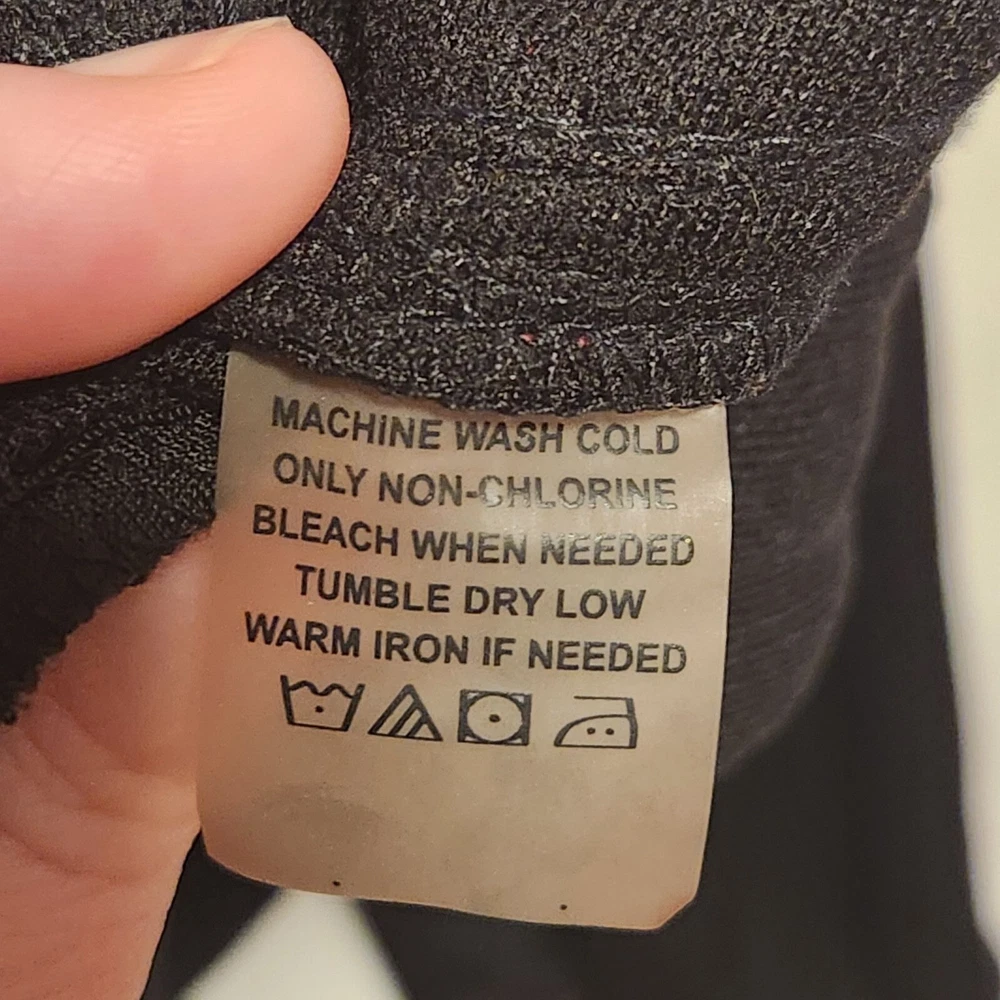 MACHINE WASH COLD
ONLY NON-CHLORINE
BLEACH WHEN NEEDED
TUMBLE DRY LOW
WARM IRON IF NEEDED